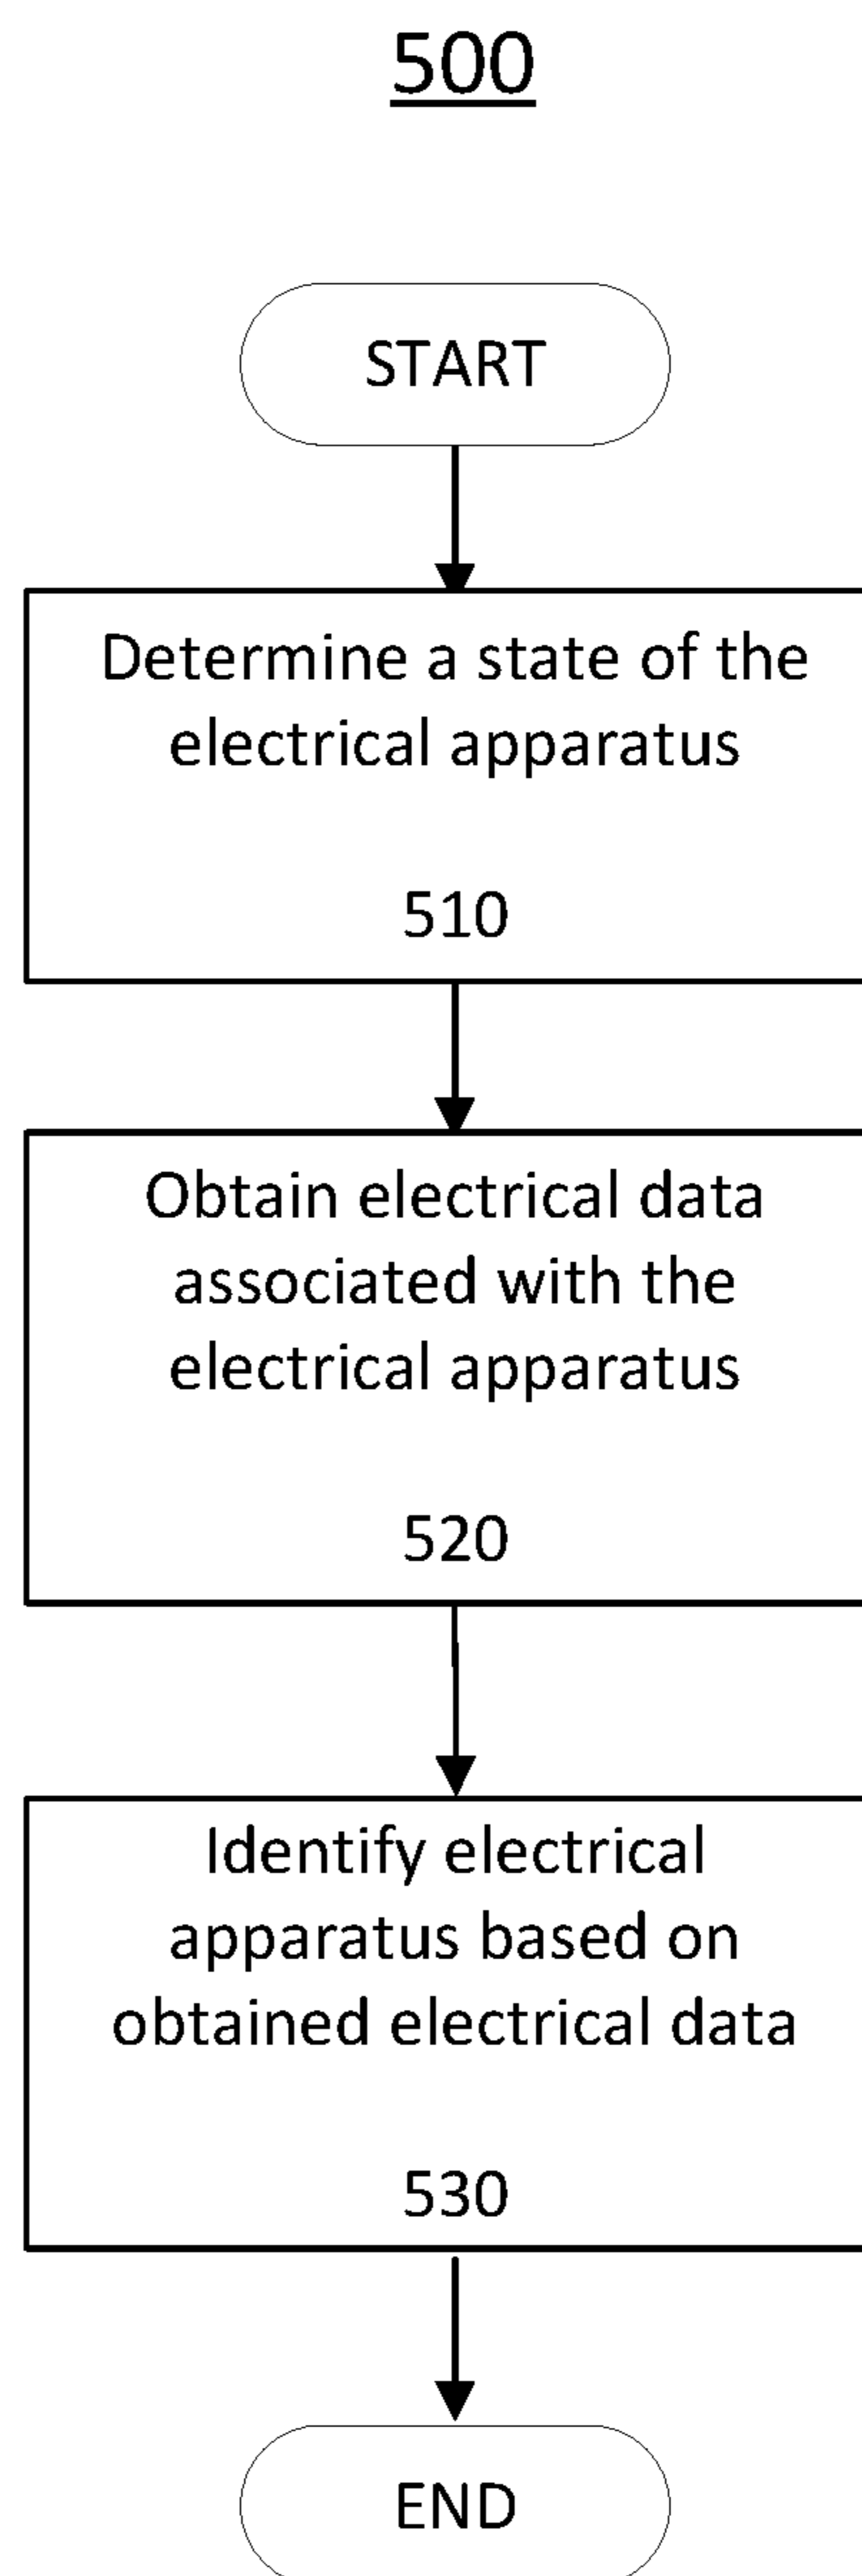 500
START
Determine a state of the
electrical apparatus
510
Obtain electrical data
associated with the
electrical apparatus
520
Identify electrical
apparatus based on
obtained electrical data
530
END